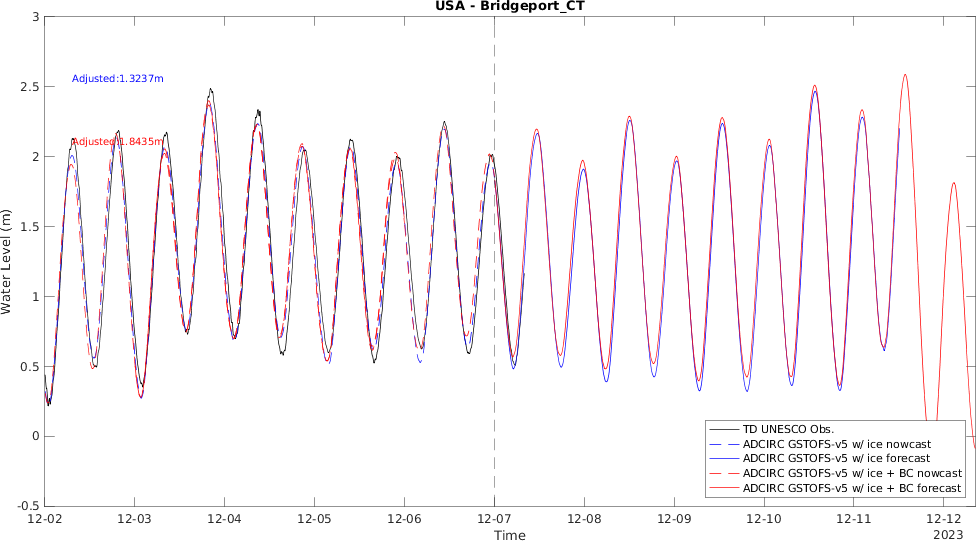 USA - Bridgeport_CT
3
2.5
2
1.5
1
0.5
0
-0.5
Water Level (m)
Adjusted:1.3237m
Adjusted:1.8435m
TD UNESCO Obs.
ADCIRC GSTOFS-v5 w/ ice nowcast
ADCIRC GSTOFS-v5 w/ ice forecast
ADCIRC GSTOFS-v5 w/ ice + BC nowcast
ADCIRC GSTOFS-v5 w/ ice + BC forecast
12-02 12-03 12-04 12-05 12-06 12-07 12-08 12-09 12-10 12-11 12-12
Time 2023